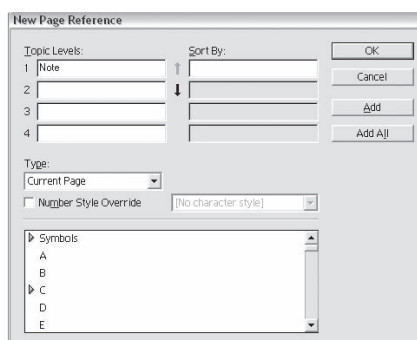 New Page Reference
Topic Levels: Sort By:
1 Note
2
3
4
OK
Cancel
Add
Add All
Type:
Current Page
Number Style Override [No character style]
Symbols
A
B
C
D
E